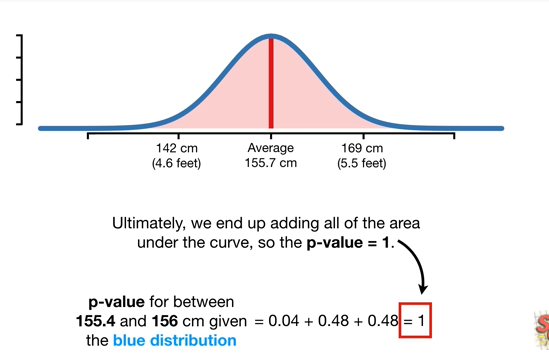 142 cm
(4.6 feet)
Average
155.7 cm
169 cm
(5.5 feet)
Ultimately, we end up adding all of the area
under the curve, so the p-value = 1.
p-value for between
155.4 and 156 cm given = 0.04 + 0.48 + 0.48 = 1
the blue distribution